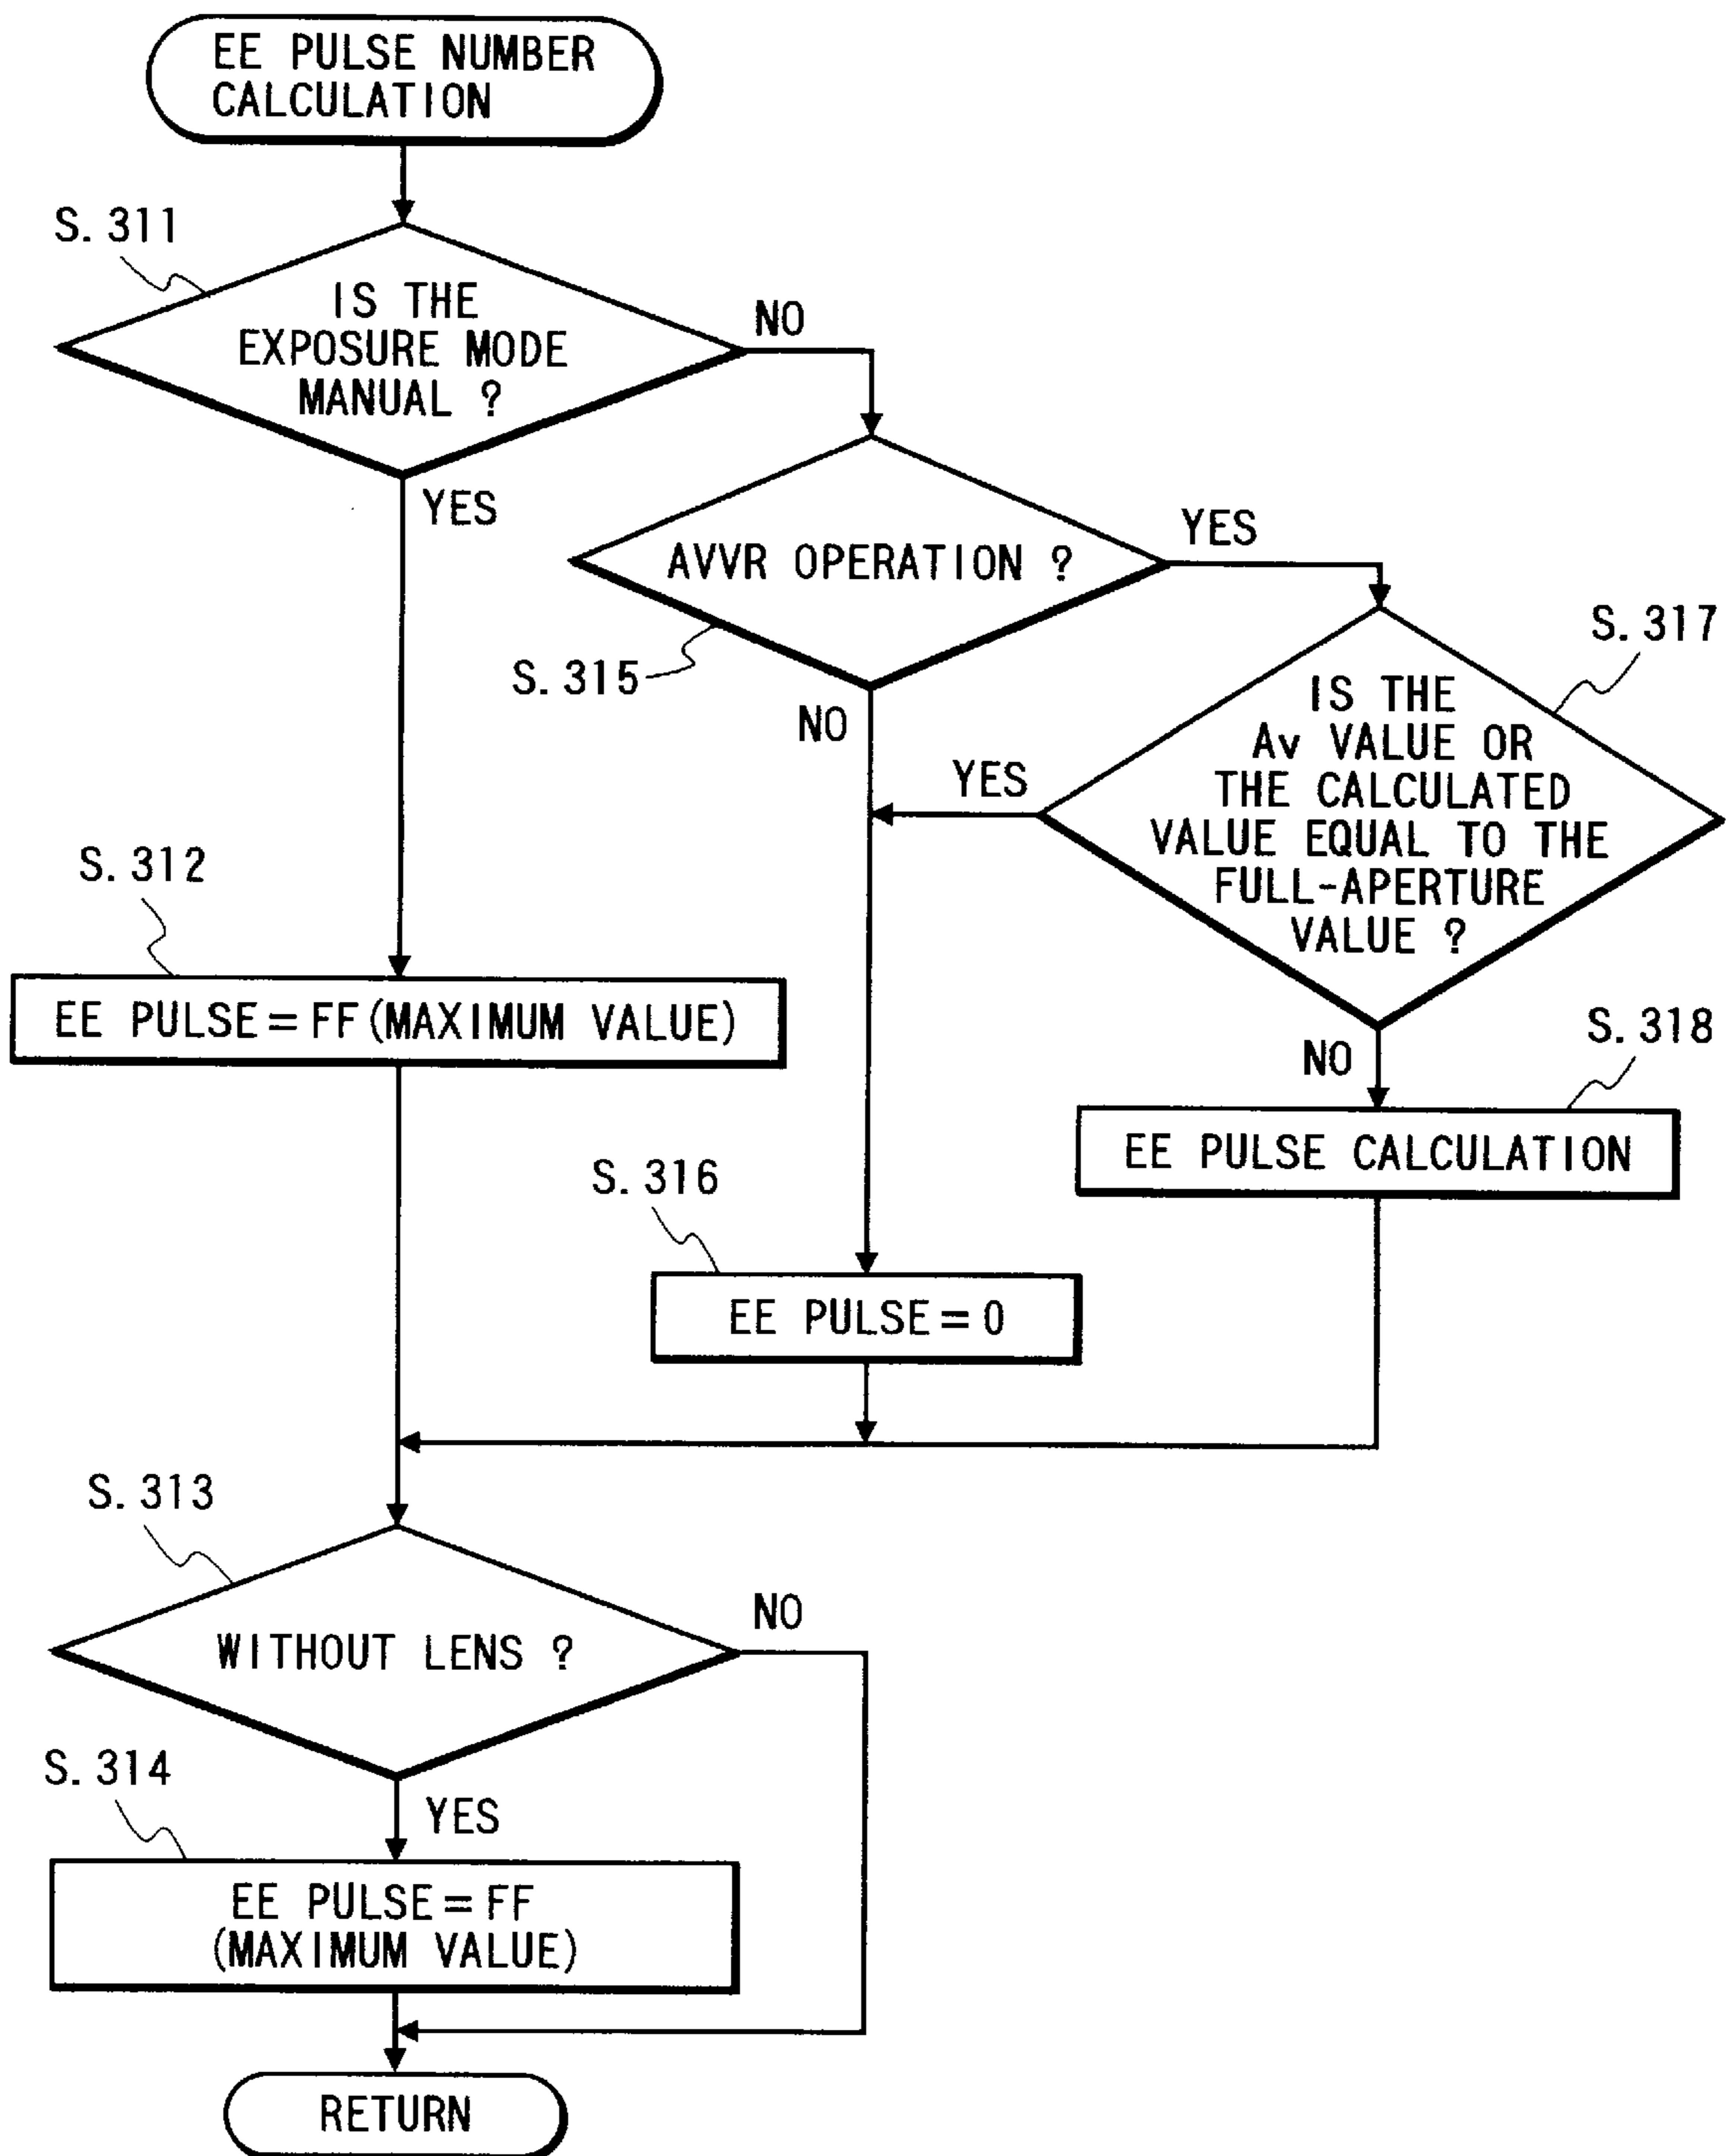 EE PULSE NUMBER
CALCULATION
S.311
IS THE
EXPOSURE MODE
MANUAL ?
NO
YES
AVVR OPERATION ?
YES
S.315
NO
S.317
IS THE
Av VALUE OR
THE CALCULATED
VALUE EQUAL TO THE
FULL-APERTURE
VALUE ?
YES
NO
S.312
EE PULSE=FF(MAXIMUM VALUE)
S.318
EE PULSE CALCULATION
S.316
EE PULSE=0
S.313
WITHOUT LENS ?
NO
YES
S.314
EE PULSE=FF
(MAXIMUM VALUE)
RETURN